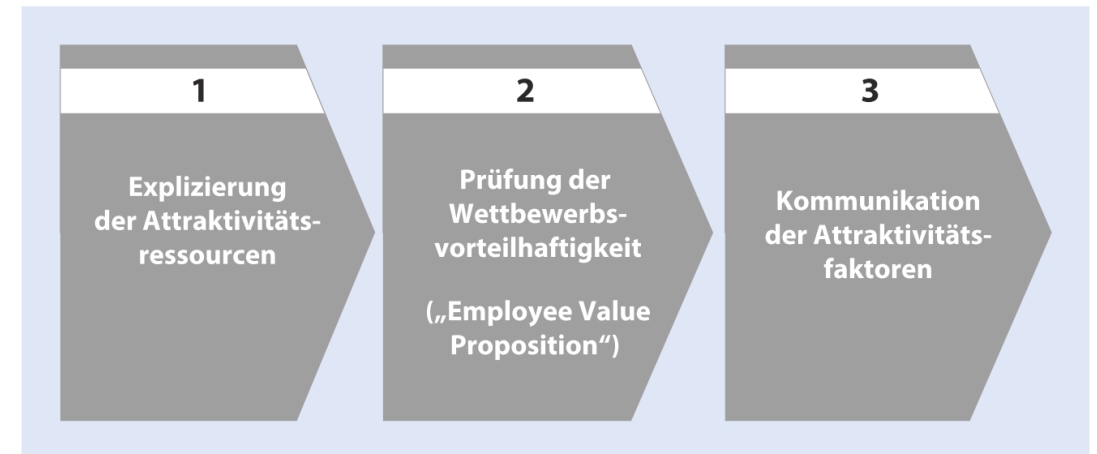 1
Explizierung
der Attraktivitäts-
ressourcen
2
Prüfung der
Wettbewerbs-
vorteilhaftigkeit
(„Employee Value
Proposition“)
3
Kommunikation
der Attraktivitäts-
faktoren